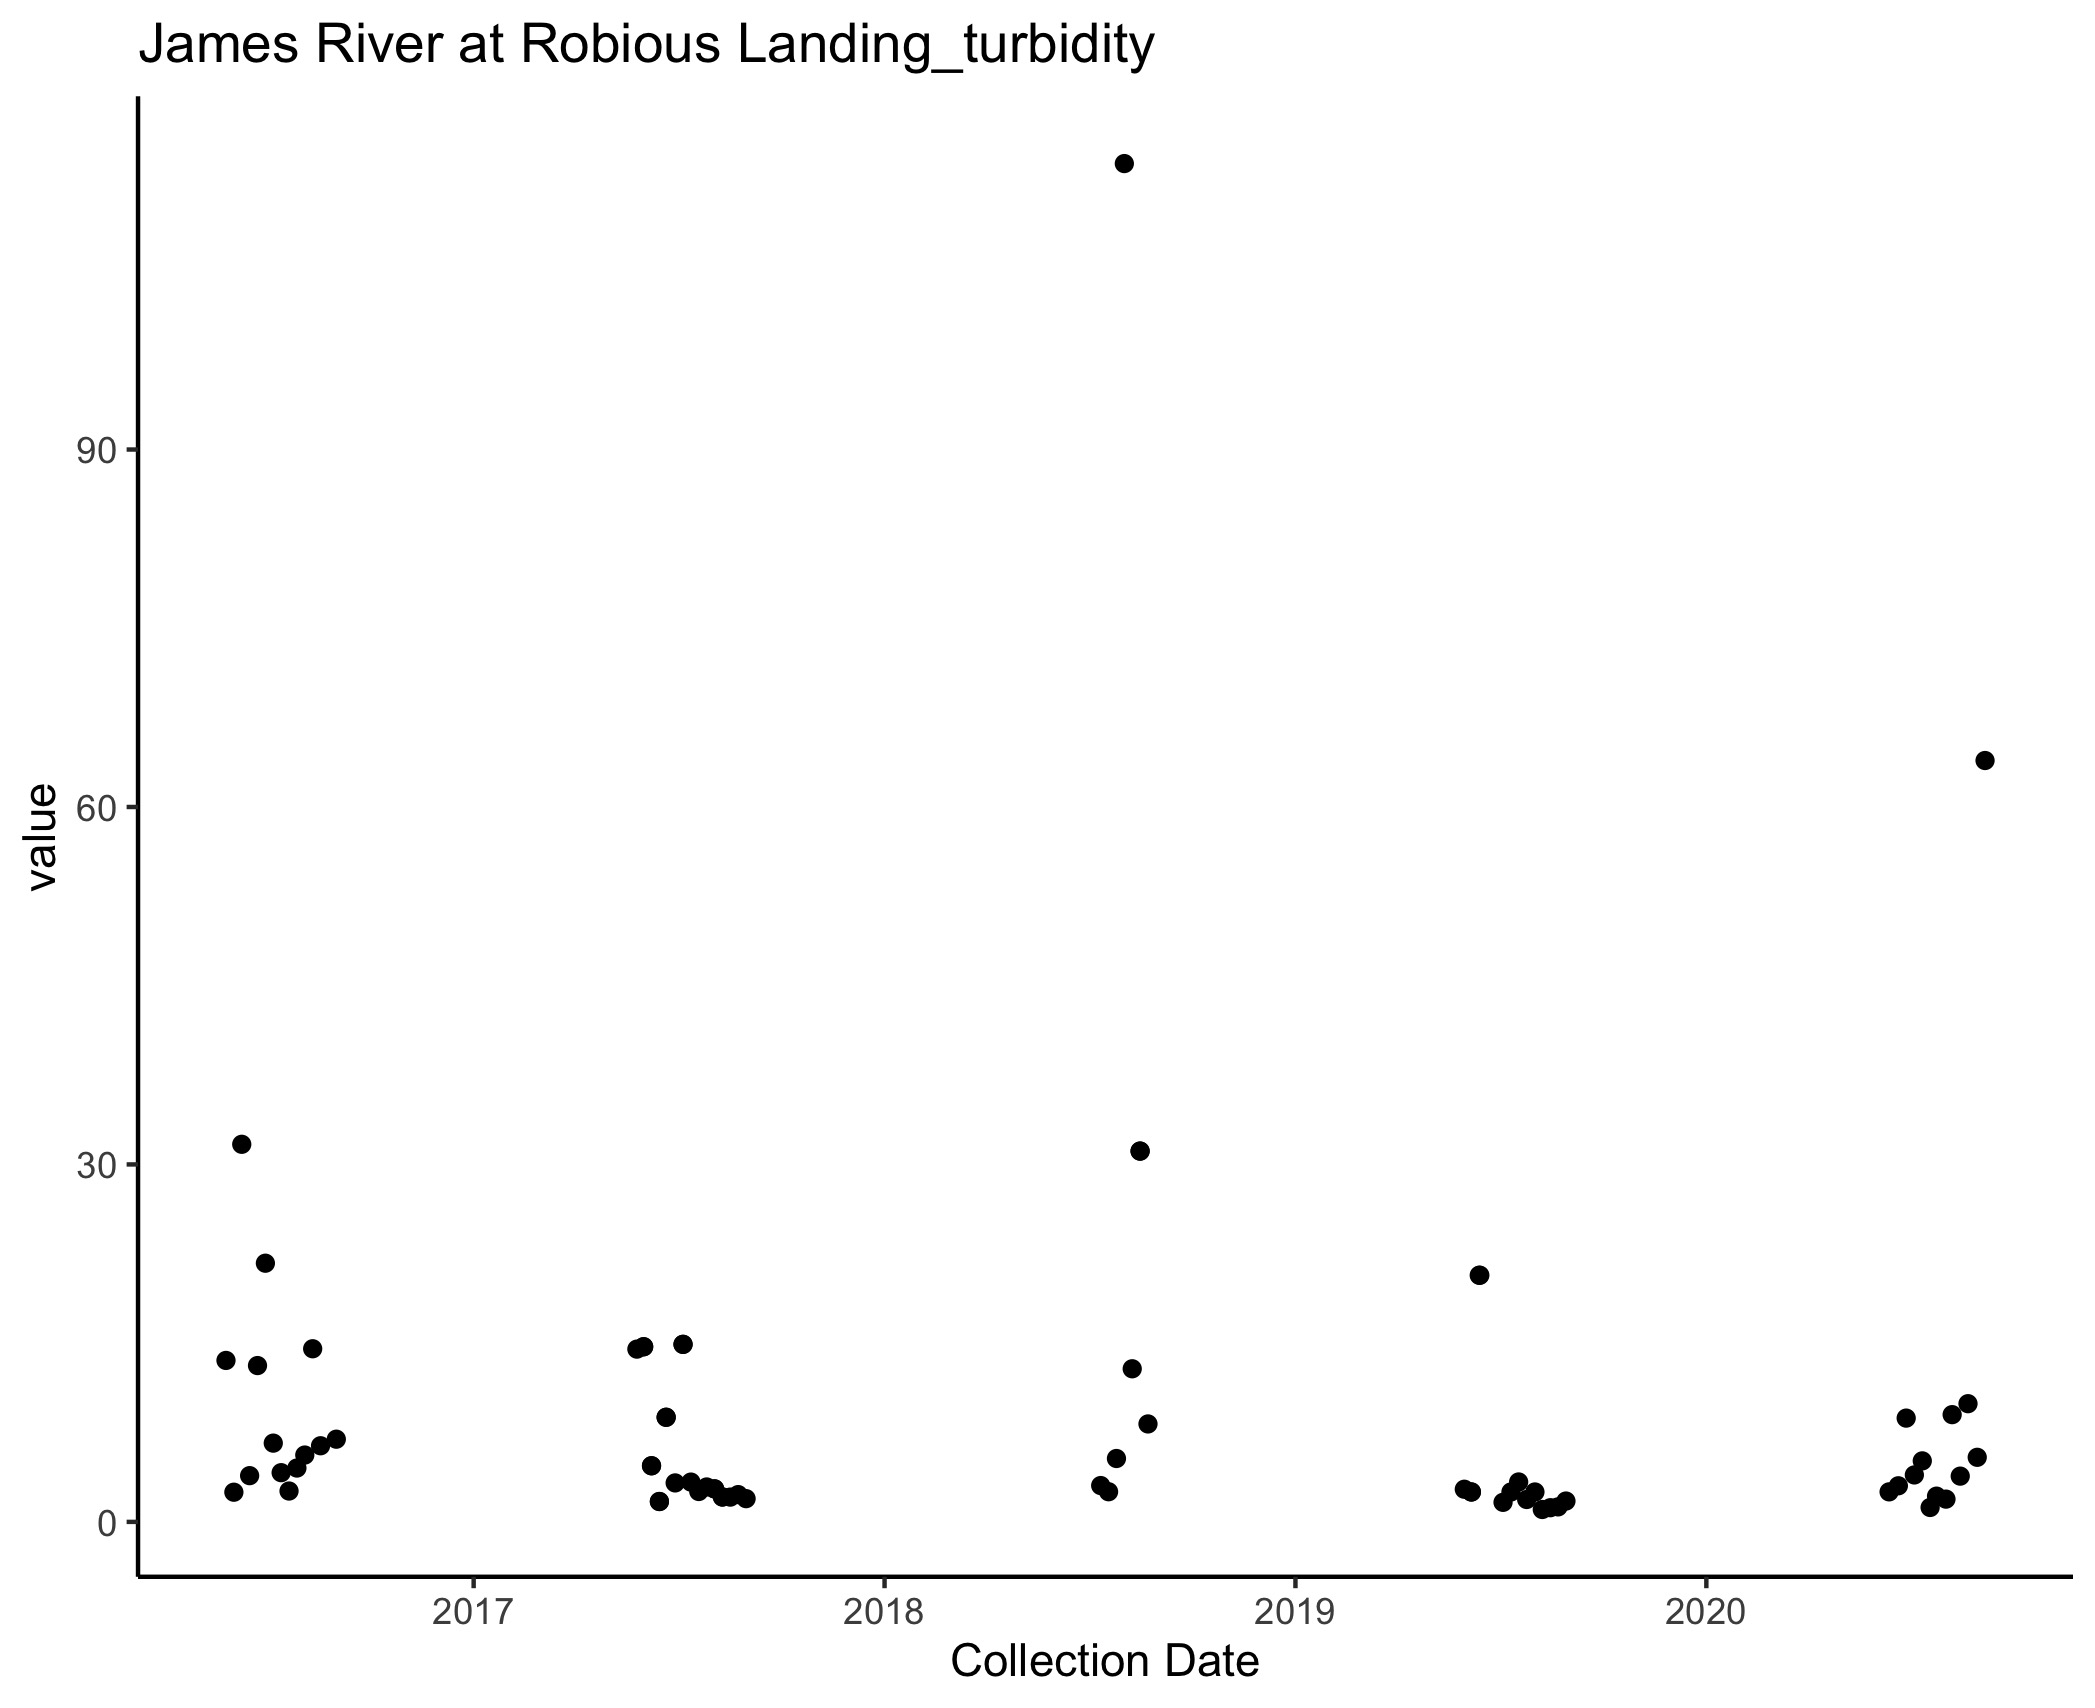 James River at Robious Landing_turbidity
90
60
30
0
value
2017 2018 2019 2020
Collection Date